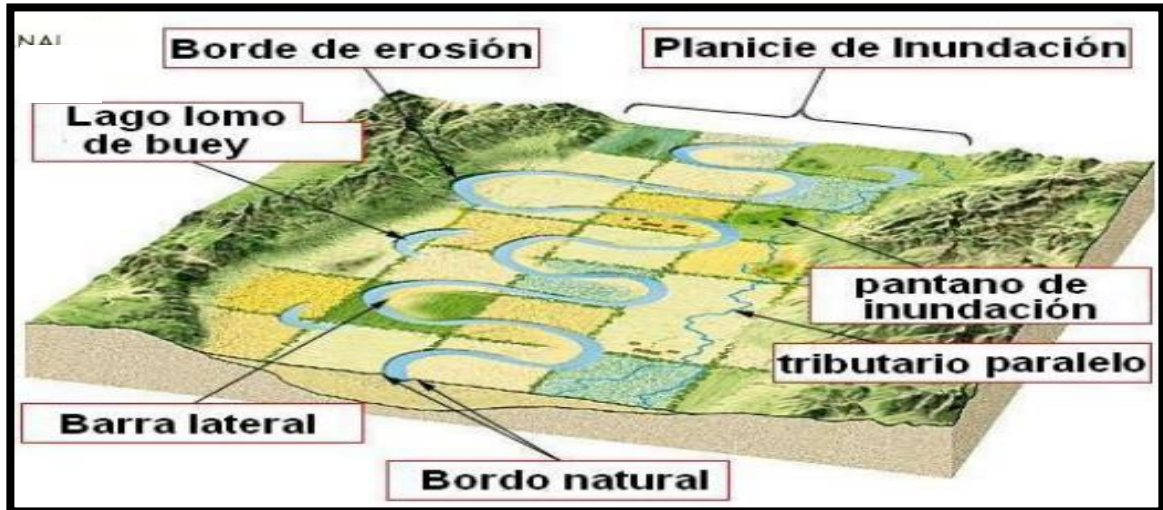 Borde de erosión
Planicie de Inundación
Lago lomo
de buey
pantano de
inundación
tributario paralelo
Barra lateral
Bordo natural